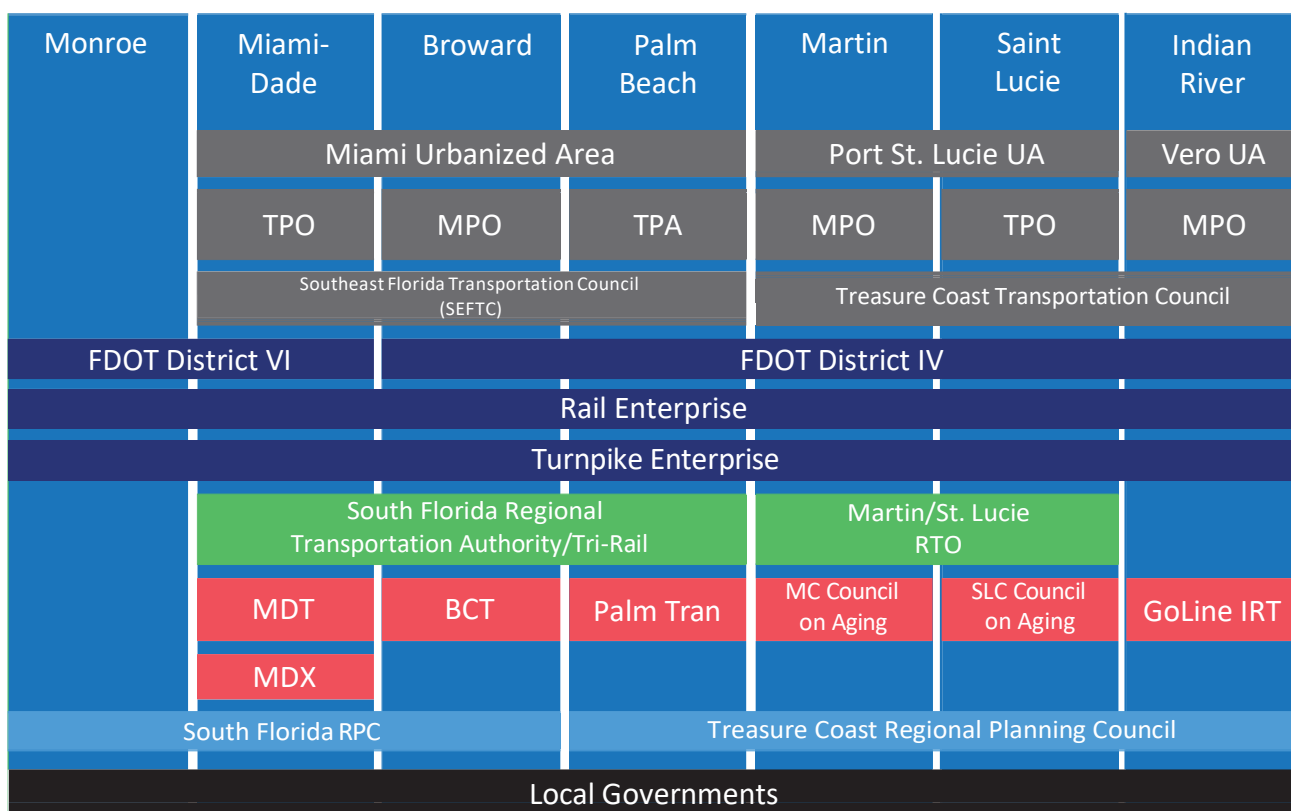 Monroe
Miami-
Dade
Broward
Palm
Beach
Martin
Saint
Lucie
Indian
River
Miami Urbanized Area
Port St. Lucie UA
Vero UA
TPO
MPO
TPA
MPO
TPO
MPO
Southeast Florida Transportation Council
(SEFTC)
Treasure Coast Transportation Council
FDOT District VI
FDOT District IV
Rail Enterprise
Turnpike Enterprise
South Florida Regional
Transportation Authority/Tri-Rail
Martin/St. Lucie
RTO
MDT
BCT
Palm Tran
MC Council
on Aging
SLC Council
on Aging
GoLine IRT
MDX
South Florida RPC
Treasure Coast Regional Planning Council
Local Governments